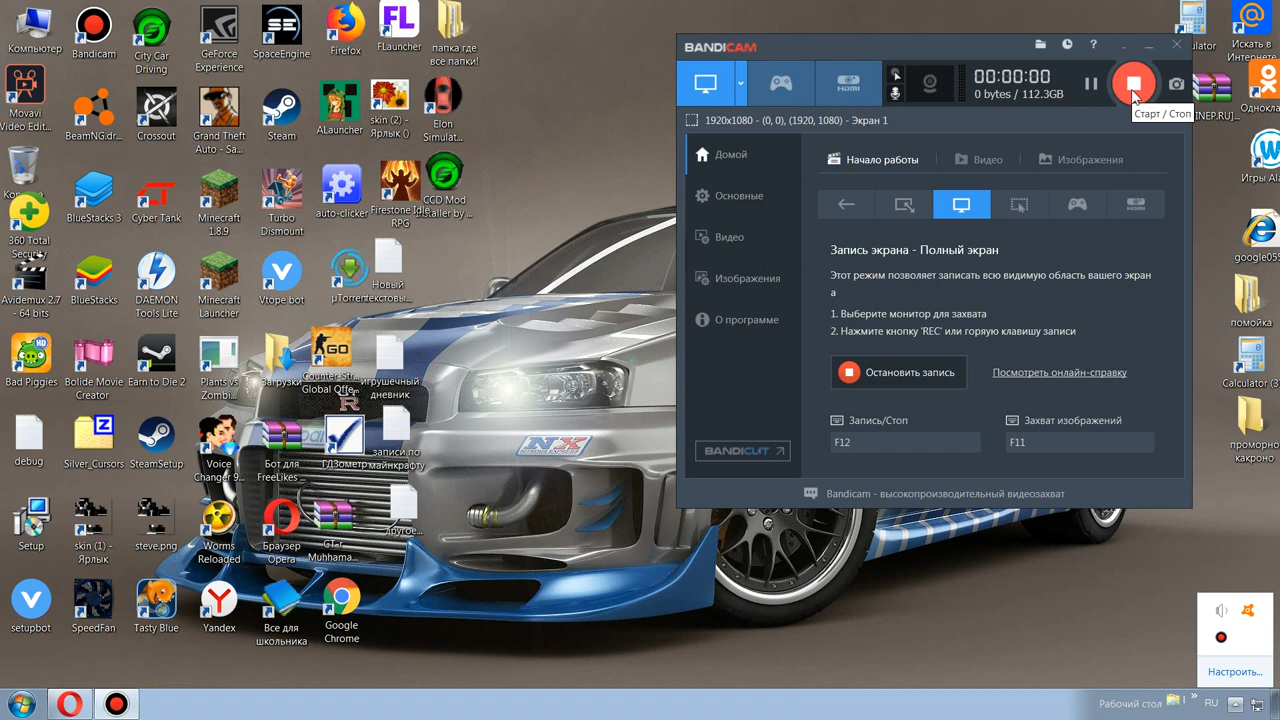 Компьютер
Bandicam
City Car
Driving
GeForce
Experience
SpaceEngine
Firefox
FLauncher
папка где
все папки!
Movavi
Video Edit...
BeamNG.dr...
Crossout
Grand Theft
Auto - Sa...
Steam
ALauncher
skin (2) -
Ярлык ()
Elon
Simulat...
BlueStacks 3
Cyber Tank
Minecraft
1.8.9
Turbo
Dismount
auto-clicker
Firestone Idle
RPG
CCD Mod
Installer by ...
360 Total
Security
Avidemux 2.7
- 64 bits
BlueStacks
DAEMON
Tools Lite
Minecraft
Launcher
Vtope bot
µTorrent
Новый
текстовы...
Bad Piggies
Bolide Movie
Creator
Earn to Die 2
Plants vs
Zombi...
Загрузки
Counter-Str...
Global Offe...
игрушечный
дневник
debug
Silver_Cursors
SteamSetup
Voice
Changer 9...
Бот для
FreeLikes ...
ГДЗометр
записи по
майнкрафту
Setup
skin (1) -
Ярлык
steve.png
Worms
Reloaded
Браузер
Opera
Muhhama...
другое...
setupbot
SpeedFan
Tasty Blue
Yandex
Все для
школьника
Google
Chrome
BANDICAM
HDMI
00:00:00
0 bytes / 112.3GB
Старт / Стоп
1920x1080 - (0, 0), (1920, 1080) - Экран 1
Домой
Основные
Видео
Изображения
О программе
BANDICUT
Начало работы
Видео
Изображения
Запись экрана - Полный экран
Этот режим позволяет записать всю видимую область вашего экран
а
1. Выберите монитор для захвата
2. Нажмите кнопку 'REC' или горяую клавишу записи
Остановить запись
Посмотреть онлайн-справку
Запись/Стоп
Захват изображений
F12
F11
Bandicam - высокопроизводительный видеозахват
Искать в
Интернете
Однокла
Игры Ala
google055
помойка
Calculator (3
проморно
какроно
Настроить...
Рабочий стол
»
RU